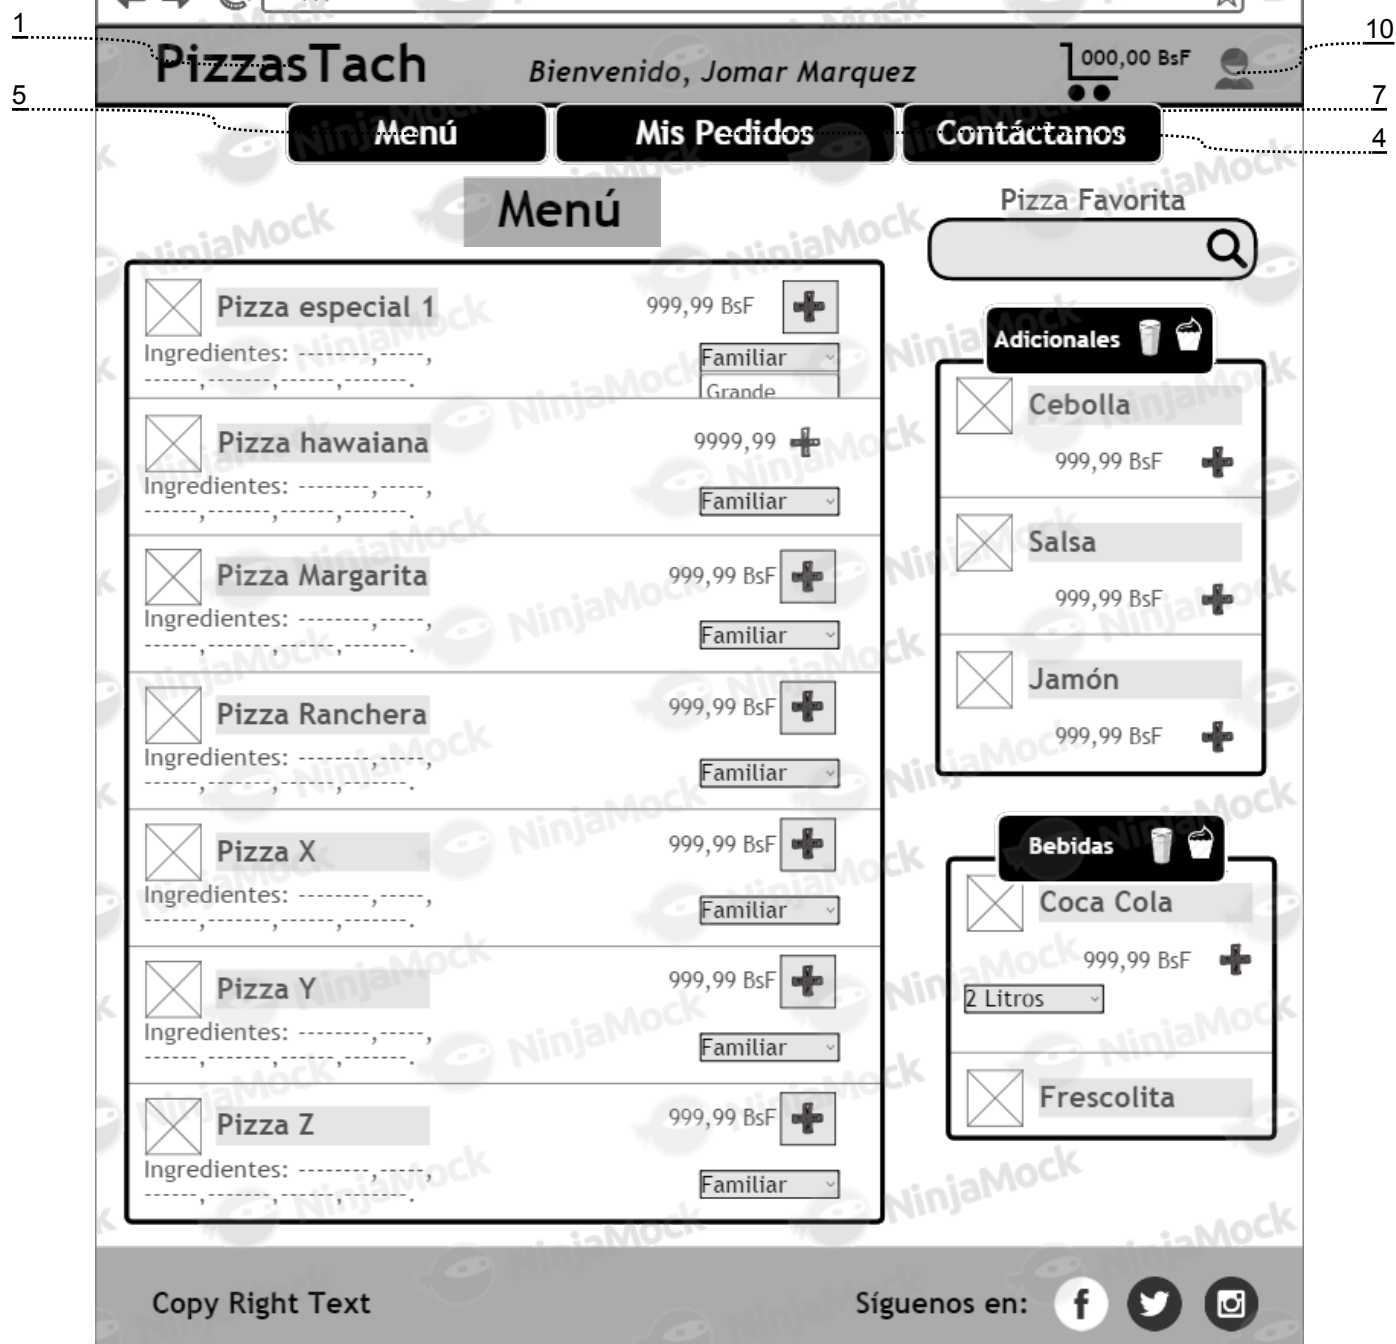 1
10
PizzasTach
Bienvenido, Jomar Marquez
000,00 BsF
5
7
4
Menú
Mis Pedidos
Contáctanos
Menú
Pizza Favorita
Pizza especial 1
999,99 BsF
Ingredientes: --------,-----,
------,-------,-----,------.
Familiar
Grande
Pizza hawaiana
9999,99
Ingredientes: --------,-----,
------,-------,-----,------.
Familiar
Pizza Margarita
999,99 BsF
Ingredientes: --------,-----,
------,-------,-----,------.
Familiar
Pizza Ranchera
999,99 BsF
Ingredientes: --------,-----,
------,-------,-----,------.
Familiar
Pizza X
999,99 BsF
Ingredientes: --------,-----,
------,-------,-----,------.
Familiar
Pizza Y
999,99 BsF
Ingredientes: --------,-----,
------,-------,-----,------.
Familiar
Pizza Z
999,99 BsF
Ingredientes: --------,-----,
------,-------,-----,------.
Familiar
Adicionales
Cebolla
999,99 BsF
Salsa
999,99 BsF
Jamón
999,99 BsF
Bebidas
Coca Cola
999,99 BsF
2 Litros
Frescolita
Copy Right Text
Síguenos en:
NinjaMock